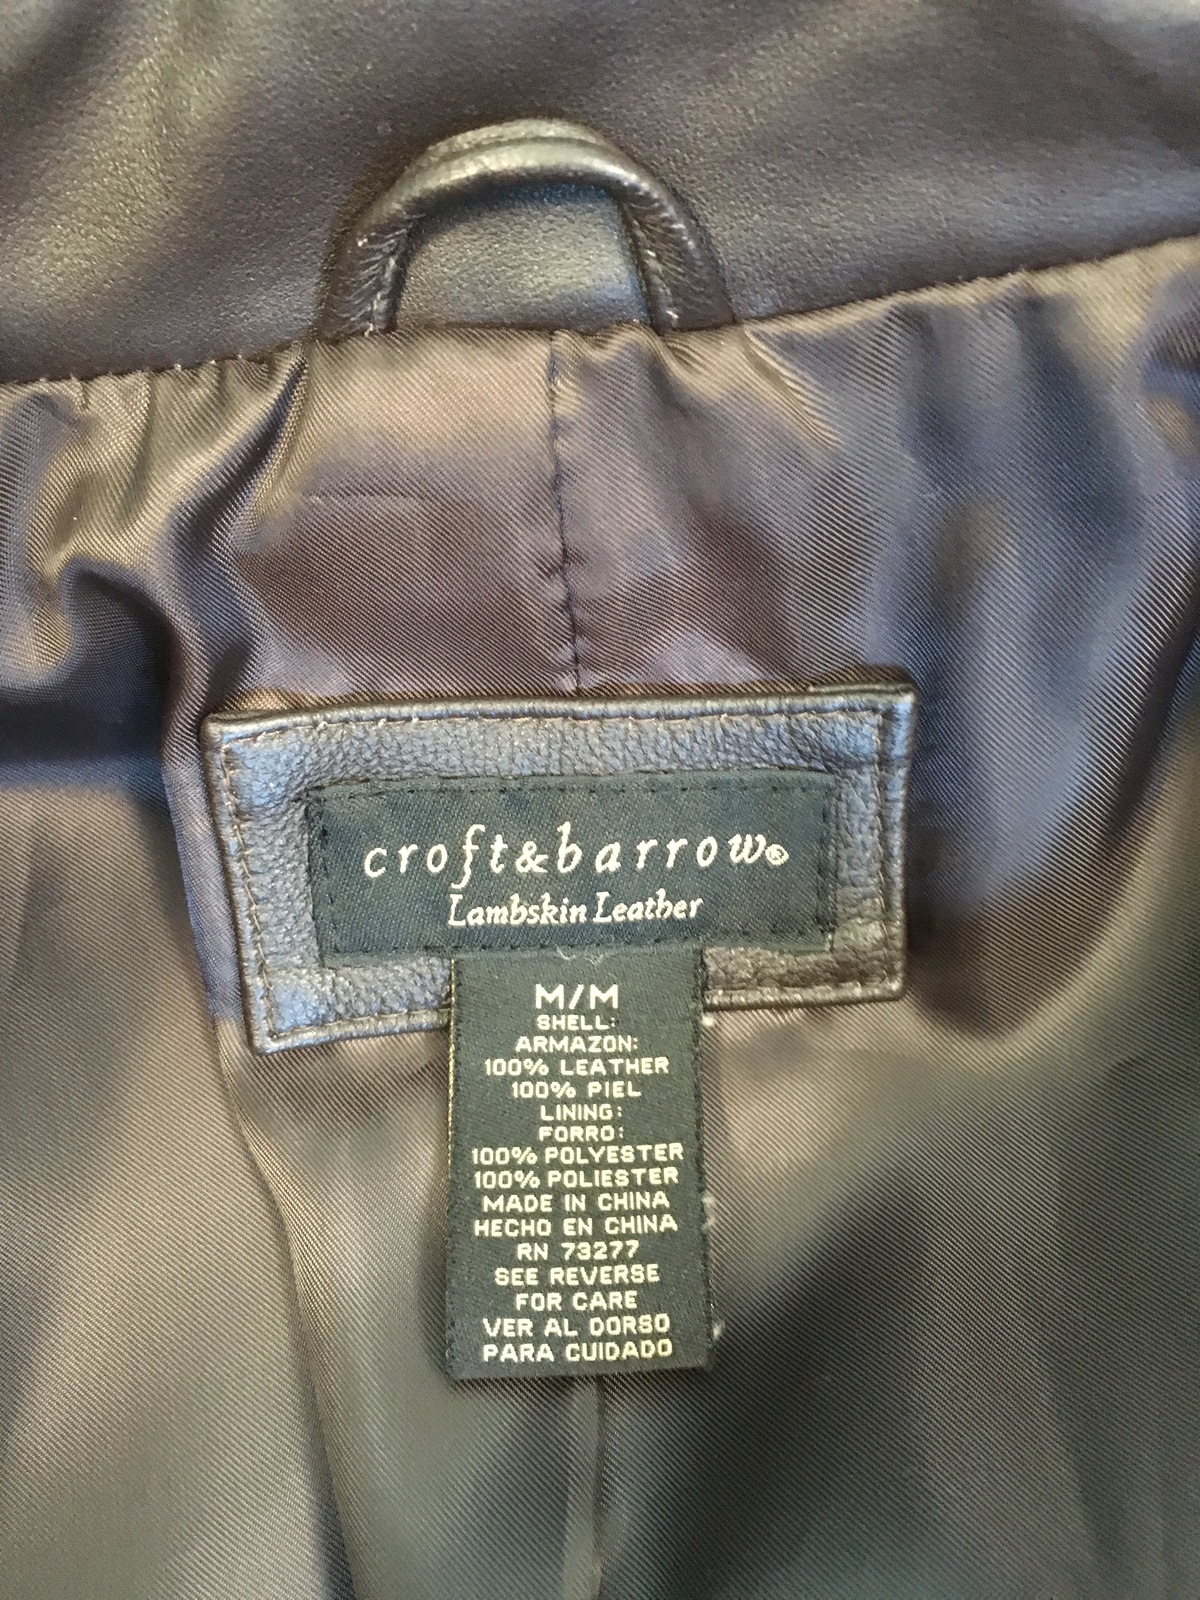 croft&barrow®
Lambskin Leather
M/M
SHELL:
ARMAZON:
100% LEATHER
100% PIEL
LINING:
FORRO:
100% POLYESTER
100% POLIESTER
MADE IN CHINA
HECHO EN CHINA
RN 73277
SEE REVERSE
FOR CARE
VER AL DORSO
PARA CUIDADO